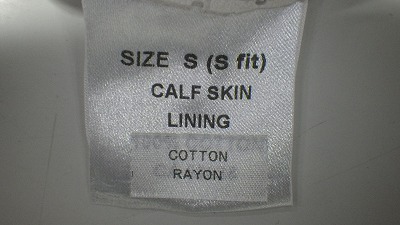 SIZE S (S fit)
CALF SKIN
LINING
COTTON
RAYON